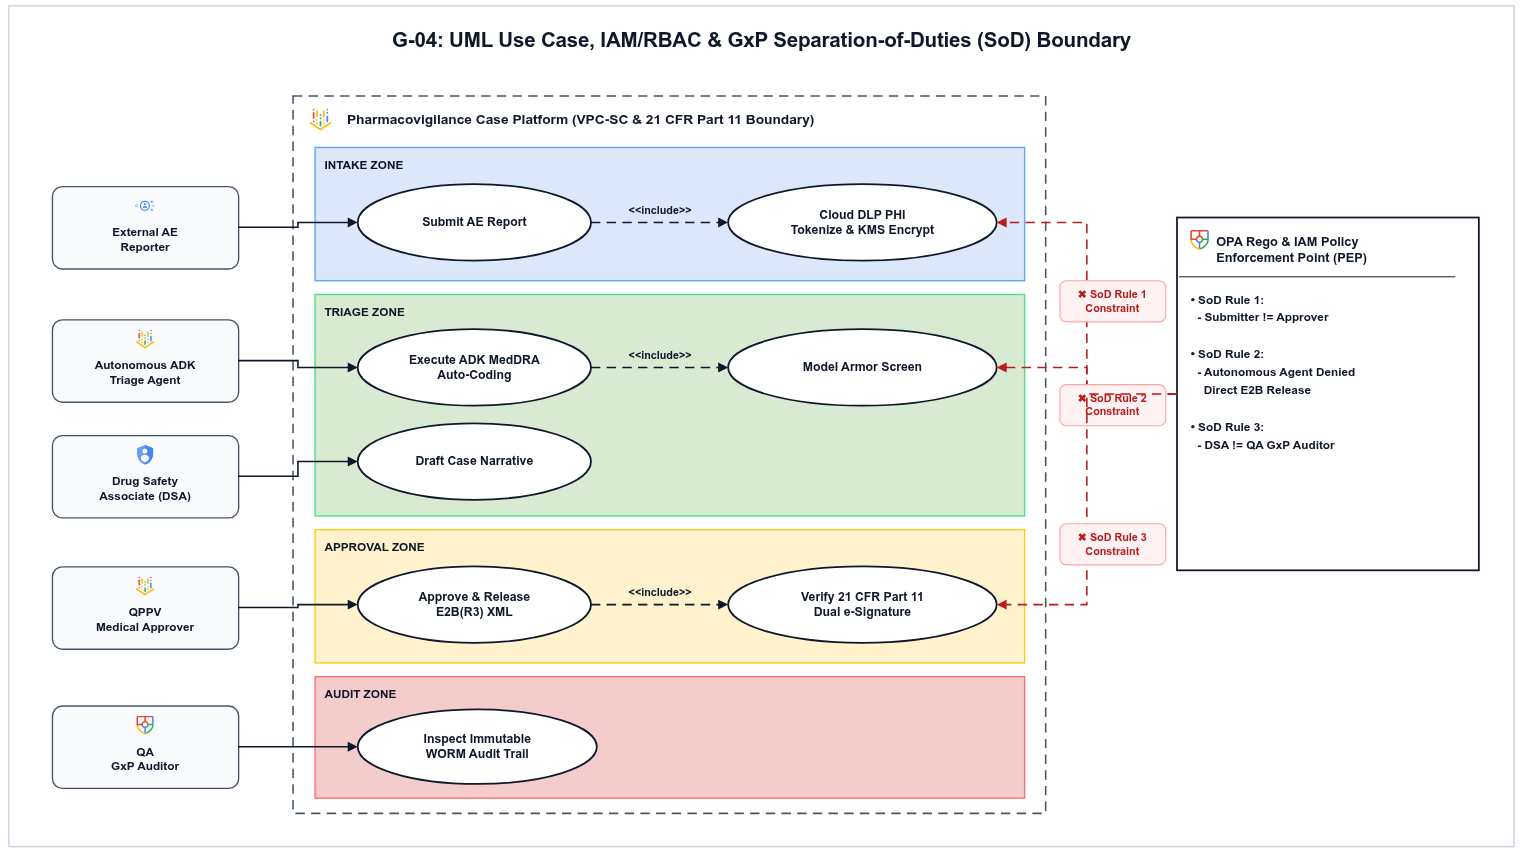 G-04: UML Use Case, IAM/RBAC & GxP Separation-of-Duties (SoD) Boundary
Pharmacovigilance Case Platform (VPC-SC & 21 CFR Part 11 Boundary)
INTAKE ZONE
External AE
Reporter
Submit AE Report
<<include>>
Cloud DLP PHI
Tokenize & KMS Encrypt
TRIAGE ZONE
Autonomous ADK
Triage Agent
Execute ADK MedDRA
Auto-Coding
<<include>>
Model Armor Screen
Drug Safety
Associate (DSA)
Draft Case Narrative
APPROVAL ZONE
QPPV
Medical Approver
Approve & Release
E2B(R3) XML
<<include>>
Verify 21 CFR Part 11
Dual e-Signature
AUDIT ZONE
QA
GxP Auditor
Inspect Immutable
WORM Audit Trail
✖ SoD Rule 1
Constraint
✖ SoD Rule 2
Constraint
✖ SoD Rule 3
Constraint
OPA Rego & IAM Policy
Enforcement Point (PEP)
• SoD Rule 1:
- Submitter != Approver
• SoD Rule 2:
- Autonomous Agent Denied
Direct E2B Release
• SoD Rule 3:
- DSA != QA GxP Auditor